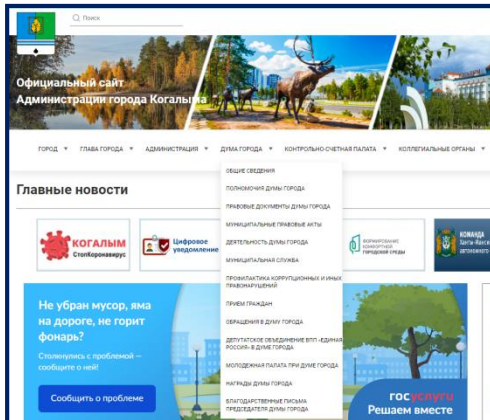 Поиск
Официальный сайт
Администрации города Когалыма
ГОРОД ГЛАВА ГОРОДА АДМИНИСТРАЦИЯ ДУМА ГОРОДА КОНТРОЛЬНО-СЧЕТНАЯ ПАЛАТА КОЛЛЕГИАЛЬНЫЕ ОРГАНЫ
ОБЩИЕ СВЕДЕНИЯ
ПОЛНОМОЧИЯ ДУМЫ ГОРОДА
ПРАВОВЫЕ ДОКУМЕНТЫ ДУМЫ ГОРОДА
МУНИЦИПАЛЬНЫЕ ПРАВОВЫЕ АКТЫ
ДЕЯТЕЛЬНОСТЬ ДУМЫ ГОРОДА
МУНИЦИПАЛЬНАЯ СЛУЖБА
ПРОФИЛАКТИКА КОРРУПЦИОННЫХ И ИНЫХ
ПРАВОНАРУШЕНИЙ
ПРИЕМ ГРАЖДАН
ОБРАЩЕНИЯ В ДУМУ ГОРОДА
ДЕПУТАТСКОЕ ОБЪЕДИНЕНИЕ ВПП «ЕДИНАЯ
РОССИЯ» В ДУМЕ ГОРОДА
МОЛОДЕЖНАЯ ПАЛАТА ПРИ ДУМЕ ГОРОДА
НАГРАДЫ ДУМЫ ГОРОДА
БЛАГОДАРСТВЕННЫЕ ПИСЬМА
ПРЕДСЕДАТЕЛЯ ДУМЫ ГОРОДА
Главные новости
КОГАЛЫМ
СтопКоронавирус
Цифровое
уведомление
ФОРМИРОВАНИЕ
КОМФОРТНОЙ
ГОРОДСКОЙ СРЕДЫ
КОМАНДА
Не убран мусор, яма
на дороге, не горит
фонарь?
Столкнулись с проблемой —
сообщите о ней!
Сообщить о проблеме
госуслуги
Решаем вместе